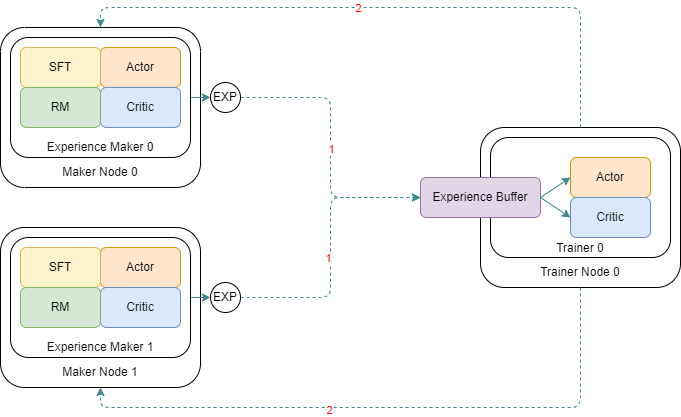 2
SFT
Actor
RM
Critic
Experience Maker 0
Maker Node 0
EXP
1
Experience Buffer
Actor
Critic
Trainer 0
Trainer Node 0
1
SFT
Actor
RM
Critic
Experience Maker 1
Maker Node 1
EXP
2